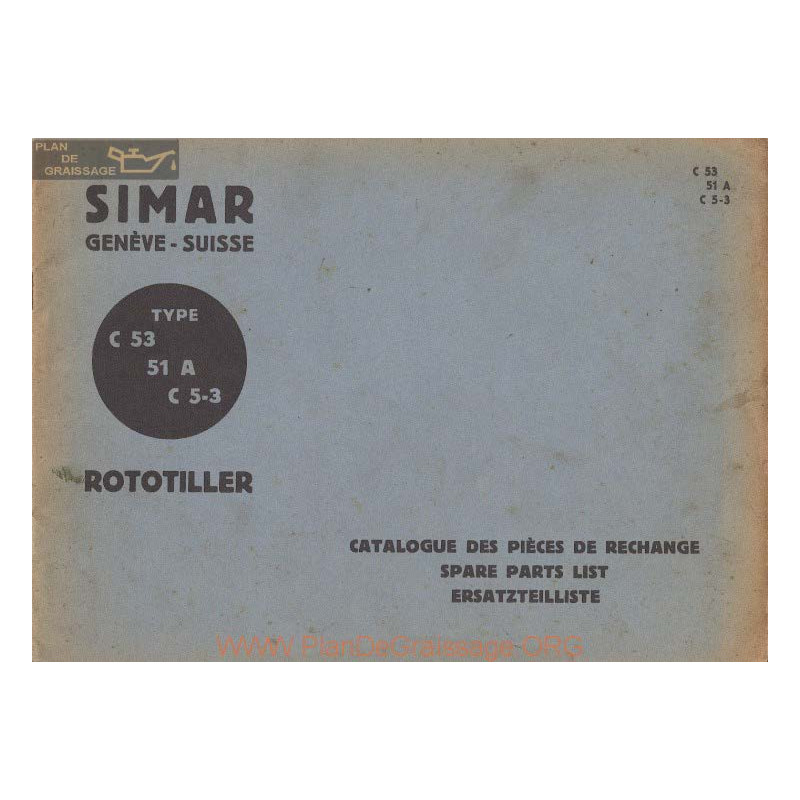 PLAN
DE
GRAISSAGE
C 53
51 A
C 5-3
SIMAR
GENÈVE - SUISSE
TYPE
C 53
51 A
C 5-3
ROTOTILLER
CATALOGUE DES PIÈCES DE RECHANGE
SPARE PARTS LIST
ERSATZTEILLISTE
WWW.PlanDeGraissage.ORG